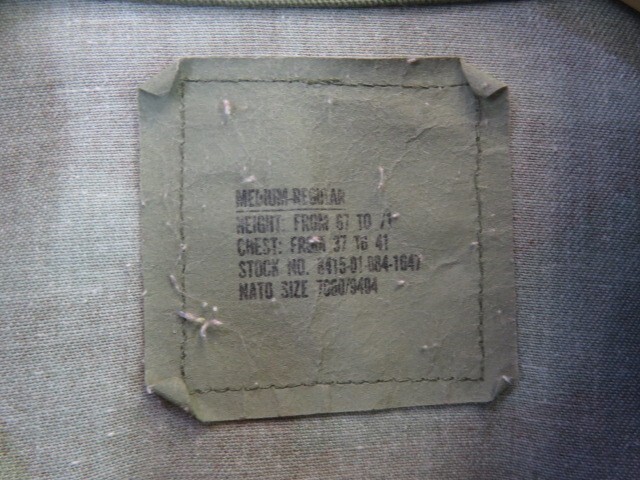 MEDIUM-REGULAR
HEIGHT: FROM 67 TO 71
CHEST: FROM 37 TO 41
STOCK NO. 8415-01-084-1647
NATO SIZE 7080/9404